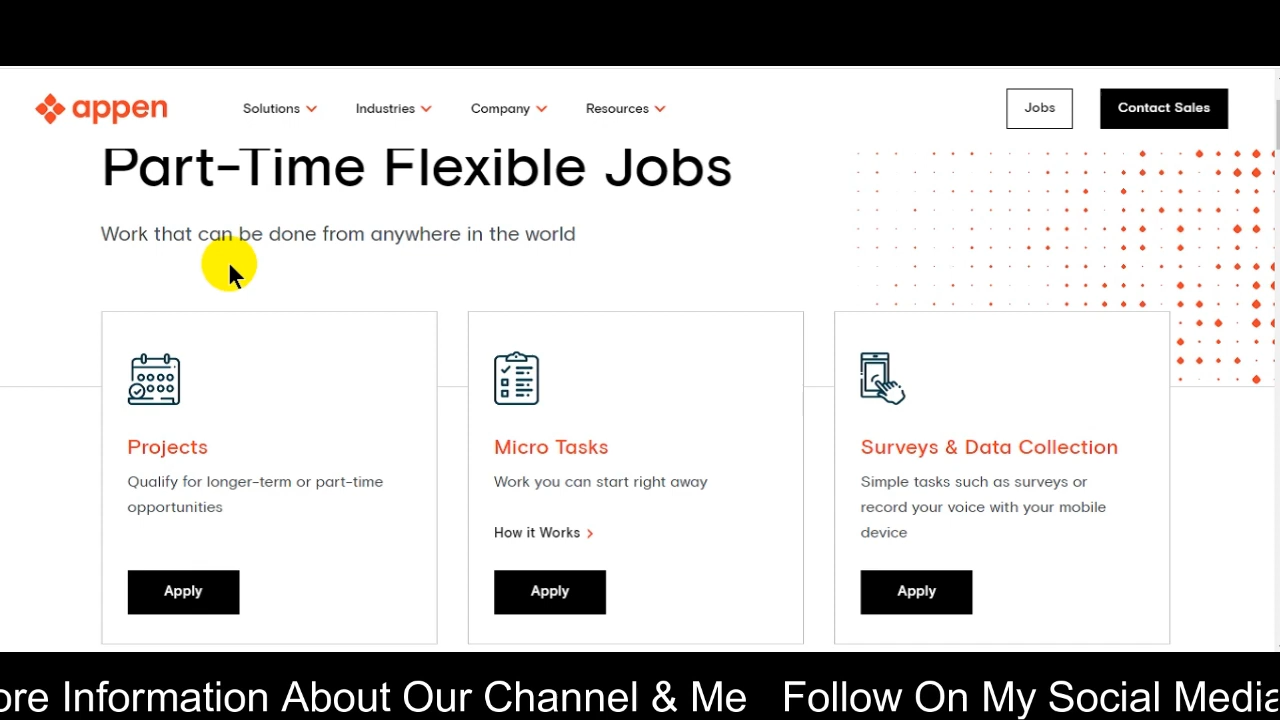 appen
Solutions Industries Company Resources Jobs Contact Sales
Part-Time Flexible Jobs
Work that can be done from anywhere in the world
Projects
Qualify for longer-term or part-time
opportunities
Apply
Micro Tasks
Work you can start right away
How it Works
Apply
Surveys & Data Collection
Simple tasks such as surveys or
record your voice with your mobile
device
Apply
ore Information About Our Channel & Me Follow On My Social Media